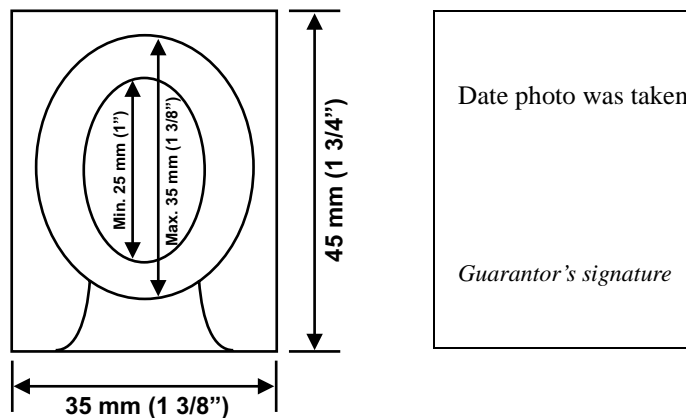 Min. 25 mm (1”)
Max. 35 mm (1 3/8”)
45 mm (1 3/4”)
35 mm (1 3/8”)
Date photo was taken
Guarantor’s signature